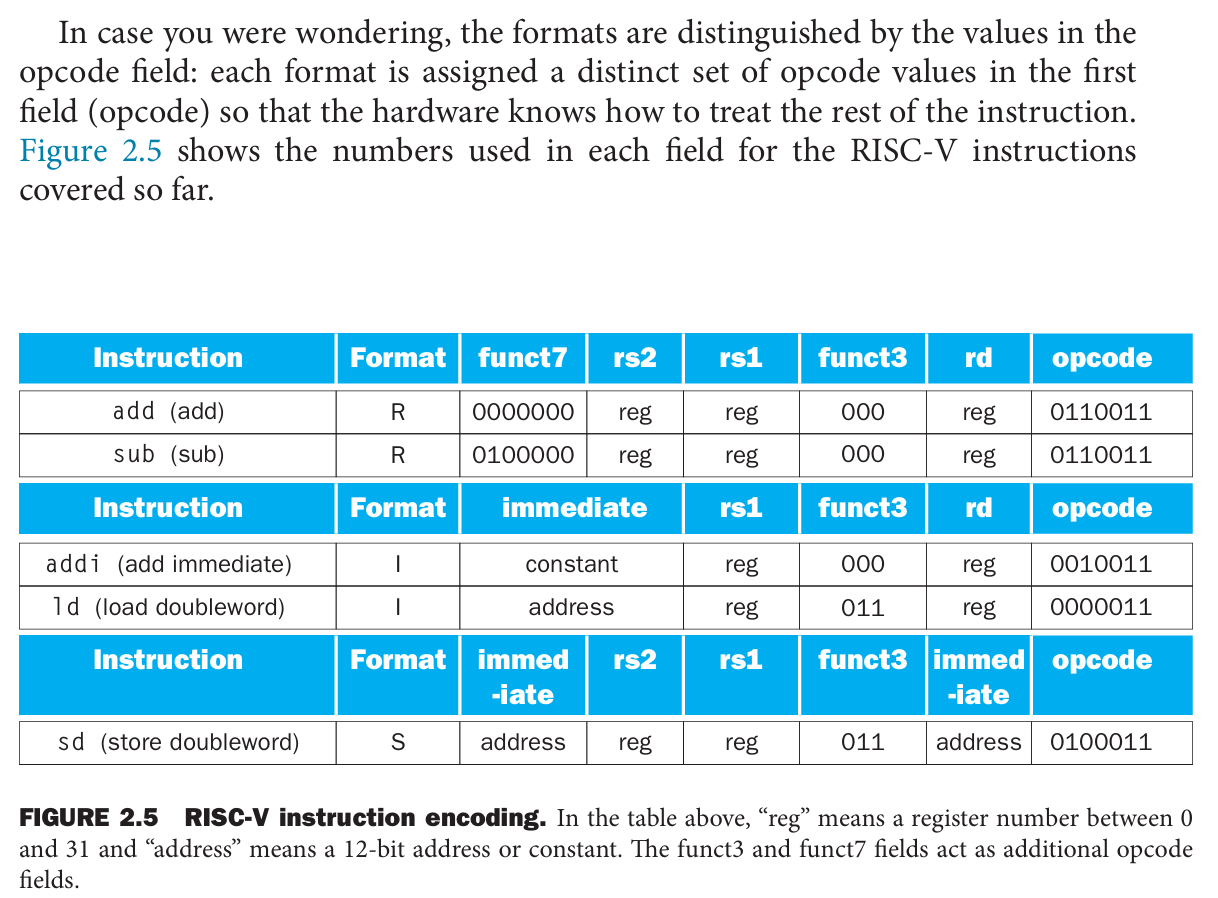 In case you were wondering, the formats are distinguished by the values in the
opcode field: each format is assigned a distinct set of opcode values in the first
field (opcode) so that the hardware knows how to treat the rest of the instruction.
Figure 2.5 shows the numbers used in each field for the RISC-V instructions
covered so far.
Instruction Format funct7 rs2 rs1 funct3 rd opcode
add (add) R 0000000 reg reg 000 reg 0110011
sub (sub) R 0100000 reg reg 000 reg 0110011
Instruction Format immediate rs1 funct3 rd opcode
addi (add immediate) I constant reg 000 reg 0010011
ld (load doubleword) I address reg 011 reg 0000011
Instruction Format immed rs2 rs1 funct3 immed opcode
-iate -iate
sd (store doubleword) S address reg reg 011 address 0100011
FIGURE 2.5 RISC-V instruction encoding. In the table above, “reg” means a register number between 0
and 31 and “address” means a 12-bit address or constant. The funct3 and funct7 fields act as additional opcode
fields.